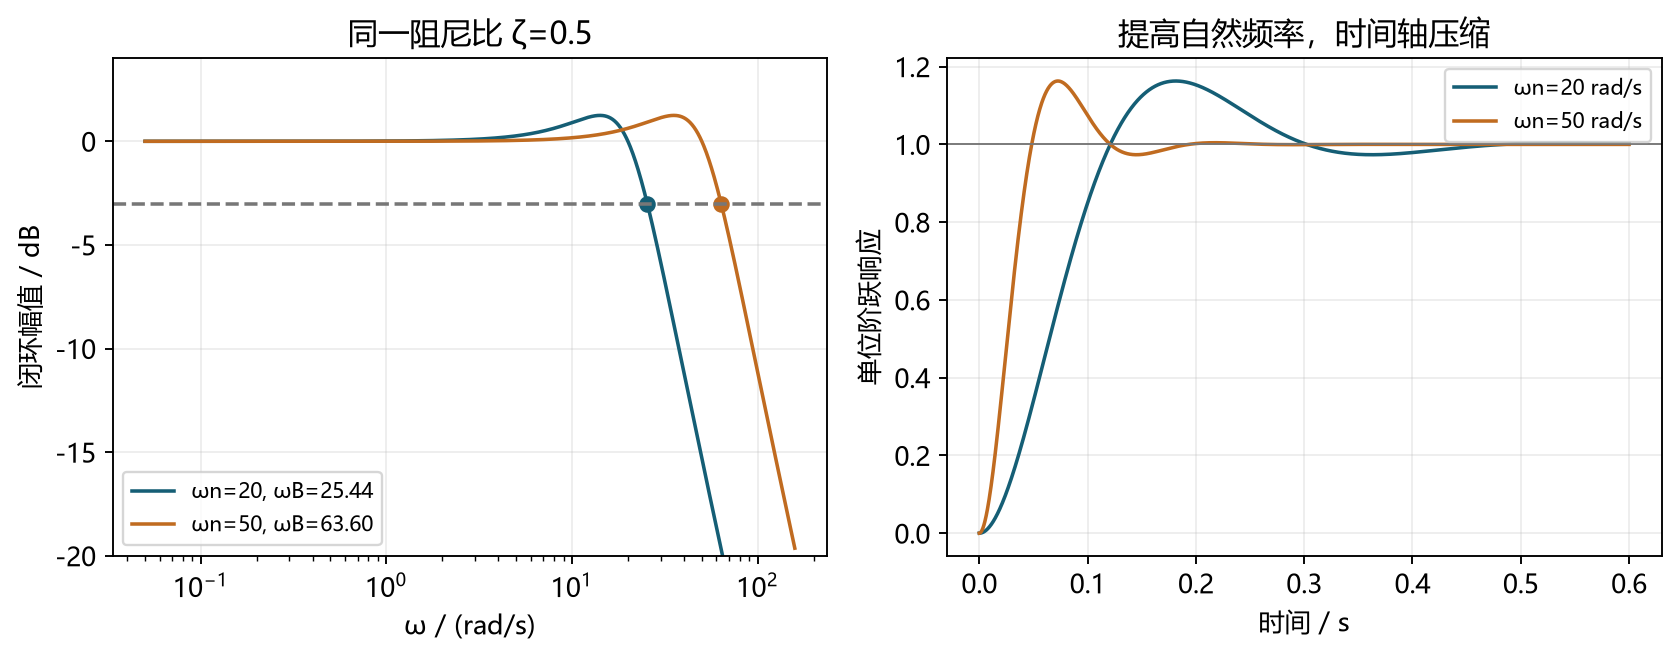 同一阻尼比 ζ=0.5
闭环幅值 / dB
0
-5
-10
-15
-20
ωn=20, ωB=25.44
ωn=50, ωB=63.60
10⁻¹
10⁰
10¹
10²
ω / (rad/s)
提高自然频率，时间轴压缩
单位阶跃响应
1.2
1.0
0.8
0.6
0.4
0.2
0.0
ωn=20 rad/s
ωn=50 rad/s
0.0
0.1
0.2
0.3
0.4
0.5
0.6
时间 / s